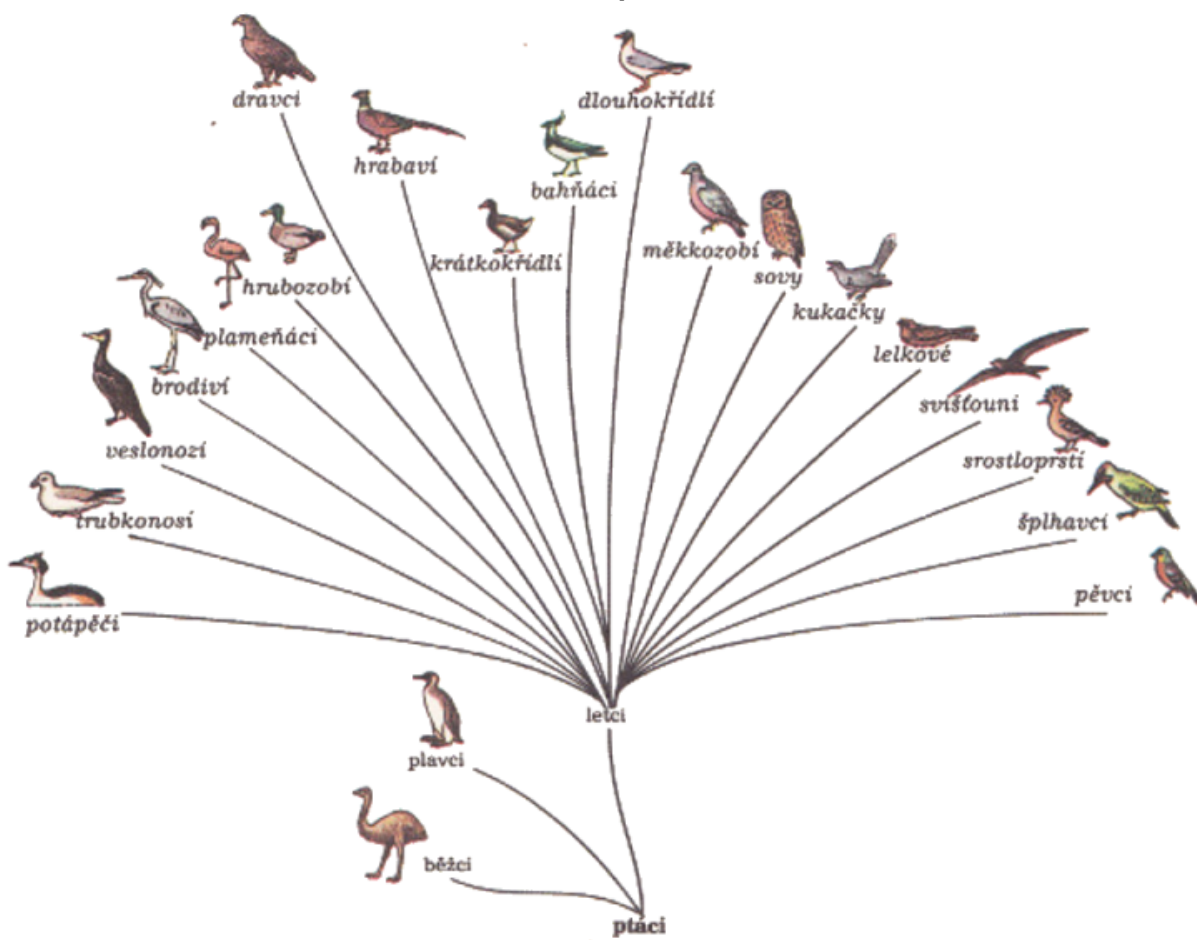 dravci
dlouhokřídlí
hrabaví
bahňáci
měkkozobí
krátkokřídlí
sovy
hrubozobí
kukačky
plameňáci
lelkové
brodiví
svišťouni
veslonozí
srostloprstí
trubkonosí
šplhavci
pěvci
potápěči
letci
plavci
běžci
ptáci